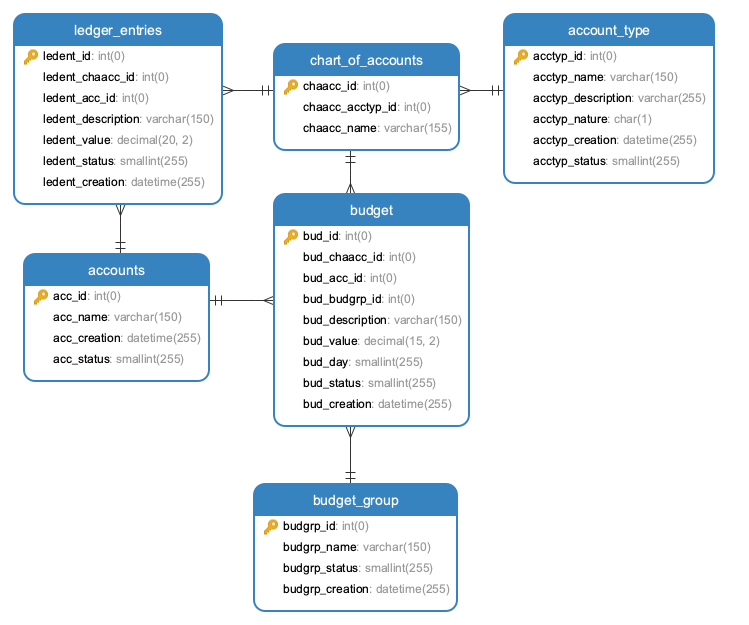 ledger_entries
ledent_id: int(0)
ledent_chaacc_id: int(0)
ledent_acc_id: int(0)
ledent_description: varchar(150)
ledent_value: decimal(20, 2)
ledent_status: smallint(255)
ledent_creation: datetime(255)
chart_of_accounts
chaacc_id: int(0)
chaacc_acctyp_id: int(0)
chaacc_name: varchar(155)
account_type
acctyp_id: int(0)
acctyp_name: varchar(150)
acctyp_description: varchar(255)
acctyp_nature: char(1)
acctyp_creation: datetime(255)
acctyp_status: smallint(255)
accounts
acc_id: int(0)
acc_name: varchar(150)
acc_creation: datetime(255)
acc_status: smallint(255)
budget
bud_id: int(0)
bud_chaacc_id: int(0)
bud_acc_id: int(0)
bud_budgrp_id: int(0)
bud_description: varchar(150)
bud_value: decimal(15, 2)
bud_day: smallint(255)
bud_status: smallint(255)
bud_creation: datetime(255)
budget_group
budgrp_id: int(0)
budgrp_name: varchar(150)
budgrp_status: smallint(255)
budgrp_creation: datetime(255)